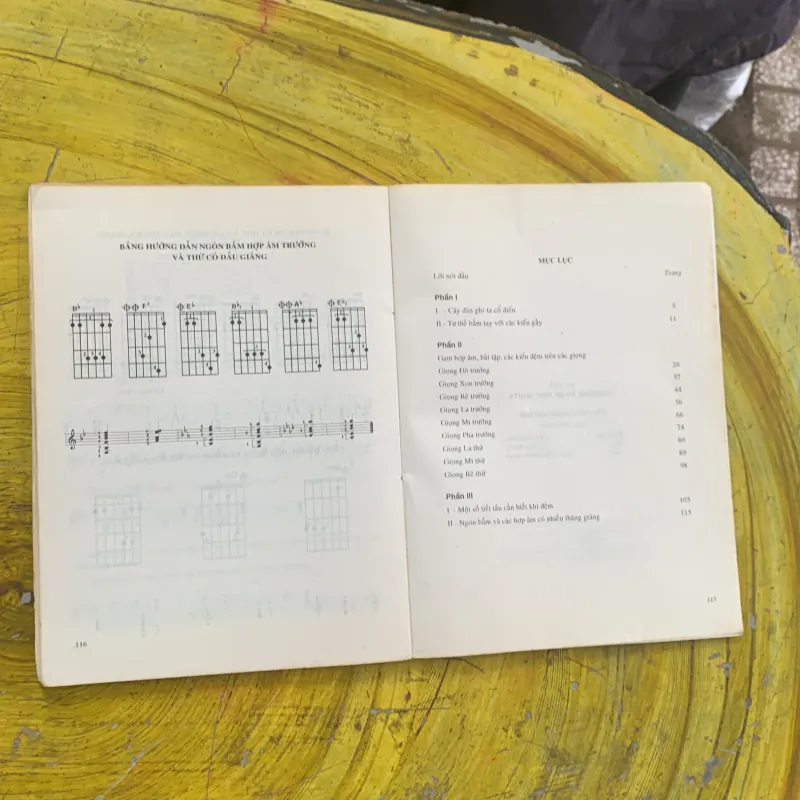 BẢNG HƯỚNG DẪN NGÓN BẤM HỢP ÂM TRƯỞNG
VÀ THỨ CÓ DẤU GIÁNG
B♭ E♭ B♭7 A♭ E♭7
116
MỤC LỤC
Lời nói đầu Trang
Phần I
I - Cây đàn ghi ta cổ điển 5
II - Tư thế bấm tay với các kiểu gẩy 11
Phần II
Gam hợp âm, bài tập, các kiểu đệm trên các giọng
Giọng Đô trưởng 26
Giọng Xon trưởng 37
Giọng Rê trưởng 44
Giọng La trưởng 56
Giọng Mi trưởng 66
Giọng Pha trưởng 74
Giọng La thứ 80
Giọng Mi thứ 89
Giọng Rê thứ 98
Phần III
I - Một số tiết tấu cần biết khi đệm 105
II - Ngón bấm và các hợp âm có nhiều thăng giáng 115
117